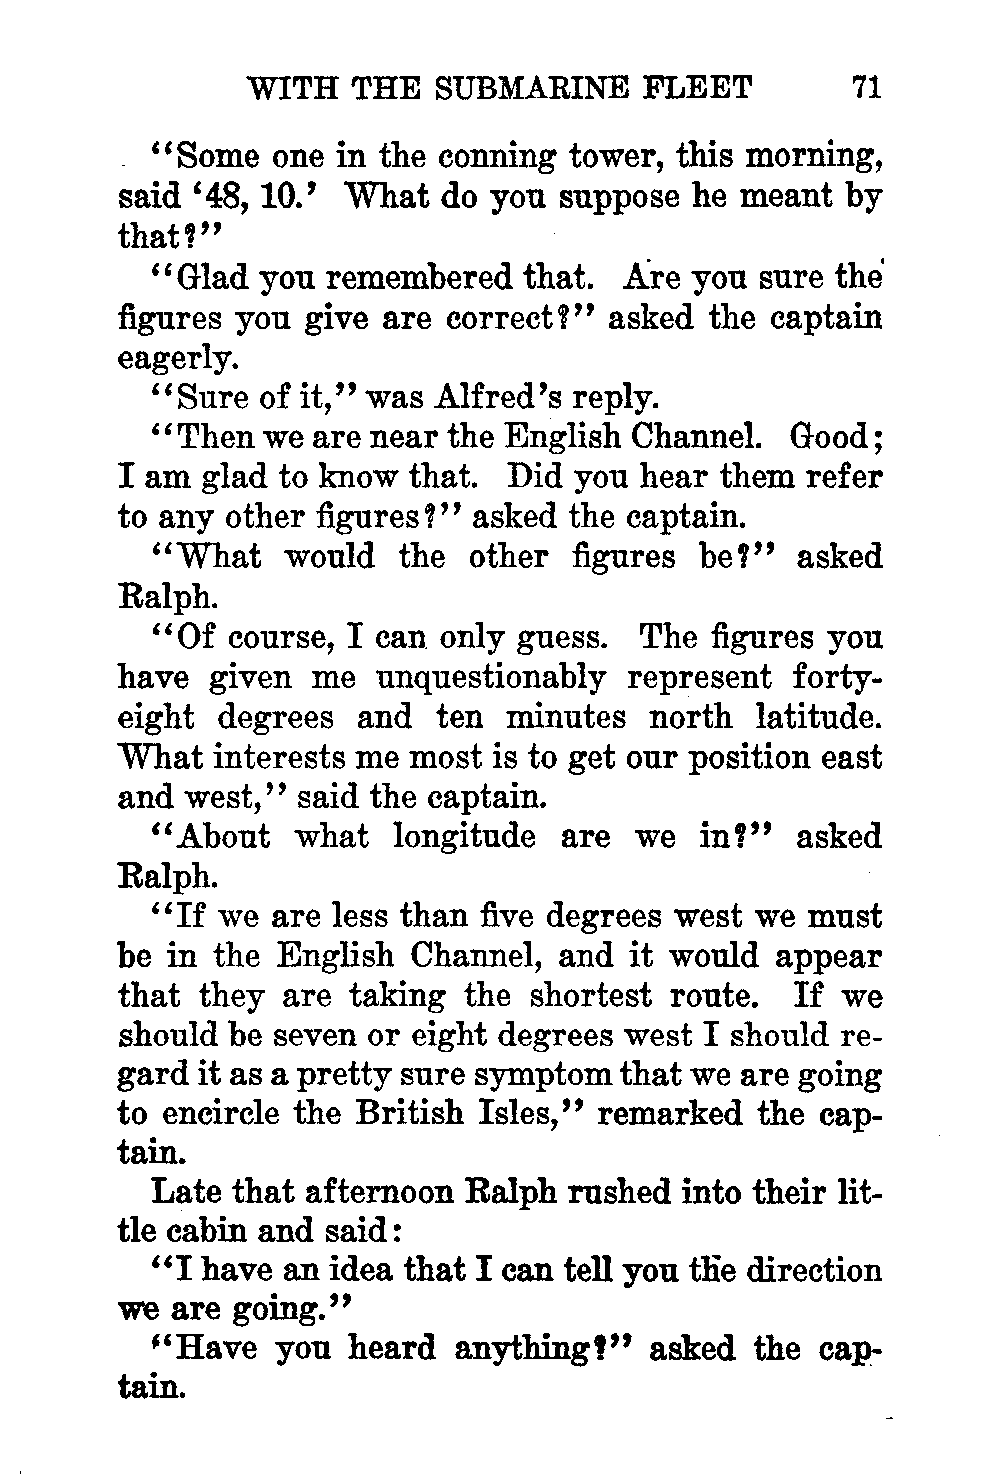 WITH THE SUBMARINE FLEET 71
"Some one in the conning tower, this morning,
said '48, 10.' What do you suppose he meant by
that?"
"Glad you remembered that. Are you sure the
figures you give are correct?" asked the captain
eagerly.
"Sure of it," was Alfred's reply.
"Then we are near the English Channel. Good;
I am glad to know that. Did you hear them refer
to any other figures?" asked the captain.
"What would the other figures be?" asked
Ralph.
"Of course, I can only guess. The figures you
have given me unquestionably represent forty-
eight degrees and ten minutes north latitude.
What interests me most is to get our position east
and west," said the captain.
"About what longitude are we in?" asked
Ralph.
"If we are less than five degrees west we must
be in the English Channel, and it would appear
that they are taking the shortest route. If we
should be seven or eight degrees west I should re-
gard it as a pretty sure symptom that we are going
to encircle the British Isles," remarked the cap-
tain.
Late that afternoon Ralph rushed into their lit-
tle cabin and said:
"I have an idea that I can tell you the direction
we are going."
"Have you heard anything?" asked the cap-
tain.